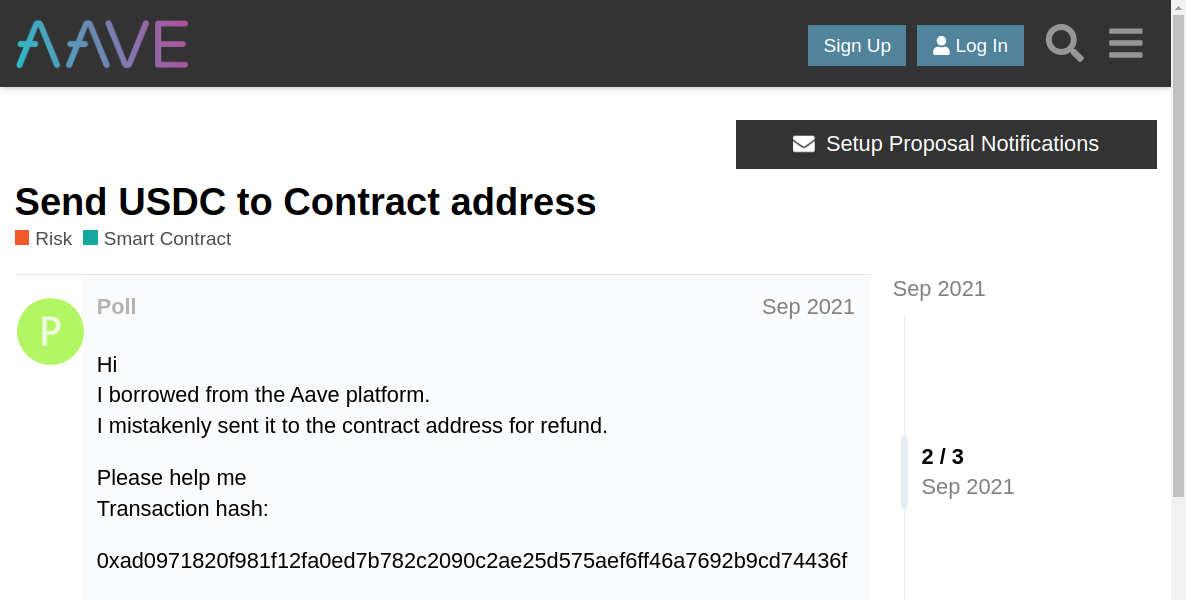 AAVE
Sign Up
Log In
Setup Proposal Notifications
Send USDC to Contract address
Risk
Smart Contract
P
Poll
Sep 2021
Sep 2021
Hi
I borrowed from the Aave platform.
I mistakenly sent it to the contract address for refund.
2 / 3
Sep 2021
Please help me
Transaction hash:
0xad0971820f981f12fa0ed7b782c2090c2ae25d575aef6ff46a7692b9cd74436f